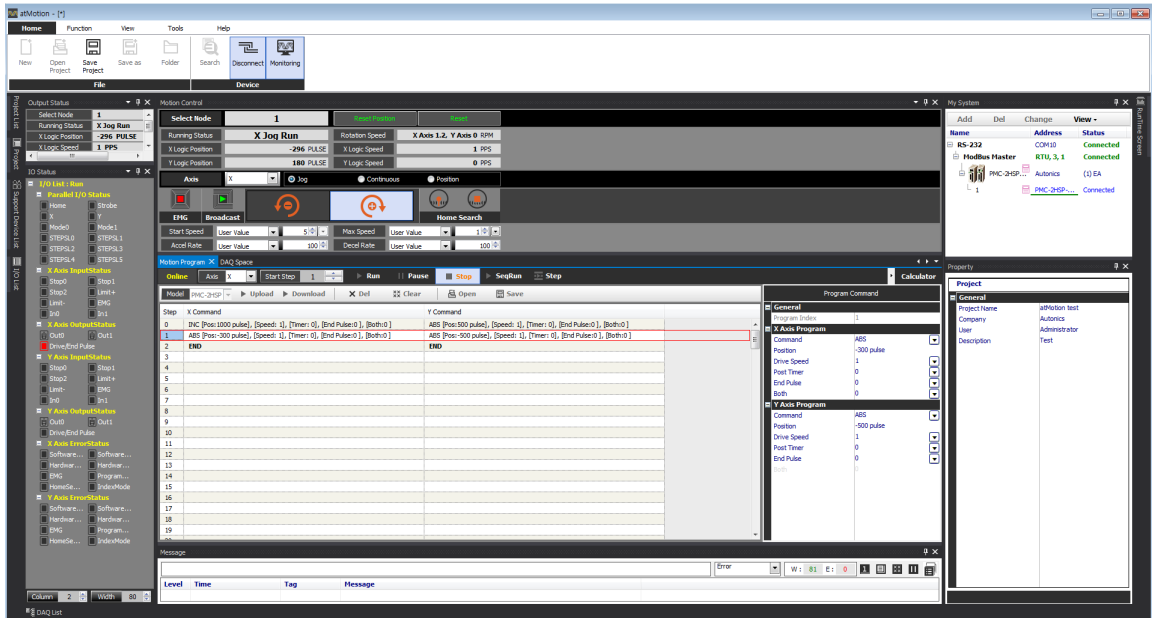 atMotion - [*]
Home Function View Tools Help
New Open Project Save Project Save as Folder Search Disconnect Monitoring
File Device
Project List
Project
Support Device List
I/O List
Output Status
Select Node 1
Running Status X Jog Run
X Logic Position -296 PULSE
X Logic Speed 1 PPS
IO Status
I/O List : Run
Parallel I/O Status
Home Strobe
X Y
Mode0 Mode1
STEPSL0 STEPSL1
STEPSL2 STEPSL3
STEPSL4 STEPSL5
X Axis InputStatus
Stop0 Stop1
Stop2 Limit+
Limit- EMG
In0 In1
X Axis OutputStatus
Out0 Out1
Drive/End Pulse
Y Axis InputStatus
Stop0 Stop1
Stop2 Limit+
Limit- EMG
In0 In1
Y Axis OutputStatus
Out0 Out1
Drive/End Pulse
X Axis ErrorStatus
Software... Software...
Hardwar... Hardwar...
EMG Program...
HomeSe... IndexMode
Y Axis ErrorStatus
Software... Software...
Hardwar... Hardwar...
EMG Program...
HomeSe... IndexMode
Column 2 Width 80
DAQ List
Motion Control
Select Node 1 Reset Position Reset
Running Status X Jog Run Rotation Speed X Axis 1.2, Y Axis 0 RPM
X Logic Position -296 PULSE X Logic Speed 1 PPS
Y Logic Position 180 PULSE Y Logic Speed 0 PPS
Axis X Jog Continuous Position
EMG Broadcast Home Search
Start Speed User Value 5 Max Speed User Value 1
Accel Rate User Value 100 Decel Rate User Value 100
Motion Program DAQ Space
Online Axis X Start Step 1 Run Pause Stop SeqRun Step Calculator
Model PMC-2HSP Upload Download X Del Clear Open Save
Step X Command Y Command
0 INC [Pos:1000 pulse], [Speed: 1], [Timer: 0], [End Pulse:0 ], [Both:0 ] ABS [Pos:500 pulse], [Speed: 1], [Timer: 0], [End Pulse:0 ], [Both:0 ]
1 ABS [Pos:-300 pulse], [Speed: 1], [Timer: 0], [End Pulse:0 ], [Both:0 ] ABS [Pos:-500 pulse], [Speed: 1], [Timer: 0], [End Pulse:0 ], [Both:0 ]
2 END END
3
4
5
6
7
8
9
10
11
12
13
14
15
16
17
18
19
Program Command
General
Program Index 1
X Axis Program
Command ABS
Position -300 pulse
Drive Speed 1
Post Timer 0
End Pulse 0
Both 0
Y Axis Program
Command ABS
Position -500 pulse
Drive Speed 1
Post Timer 0
End Pulse 0
Both 0
Message
Error W : 81 E : 0
Level Time Tag Message
My System
Add Del Change View
Name Address Status
RS-232 COM10 Connected
ModBus Master RTU, 3, 1 Connected
PMC-2HSP... Autonics (1) EA
1 PMC-2HSP-... Connected
Property
Project
General
Project Name atMotion test
Company Autonics
User Administrator
Description Test
RunTime Screen